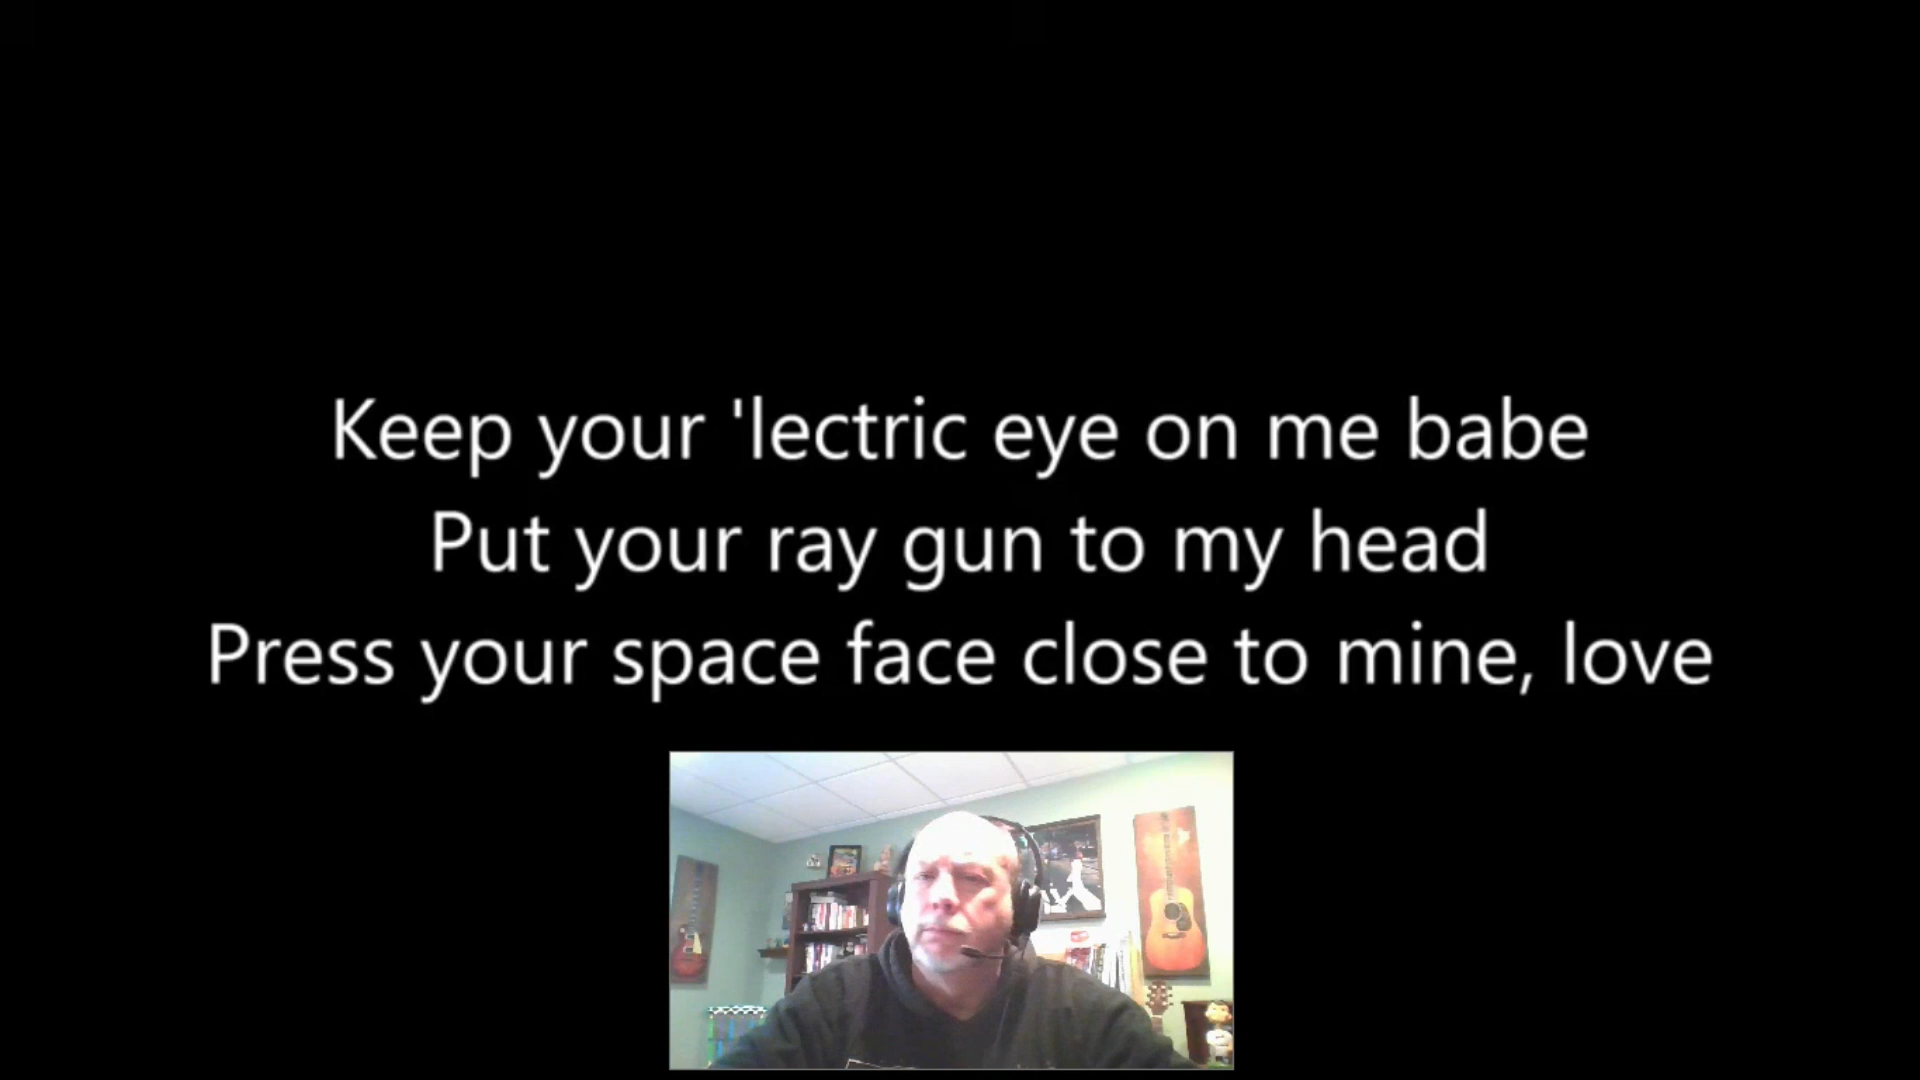 Keep your 'lectric eye on me babe
Put your ray gun to my head
Press your space face close to mine, love